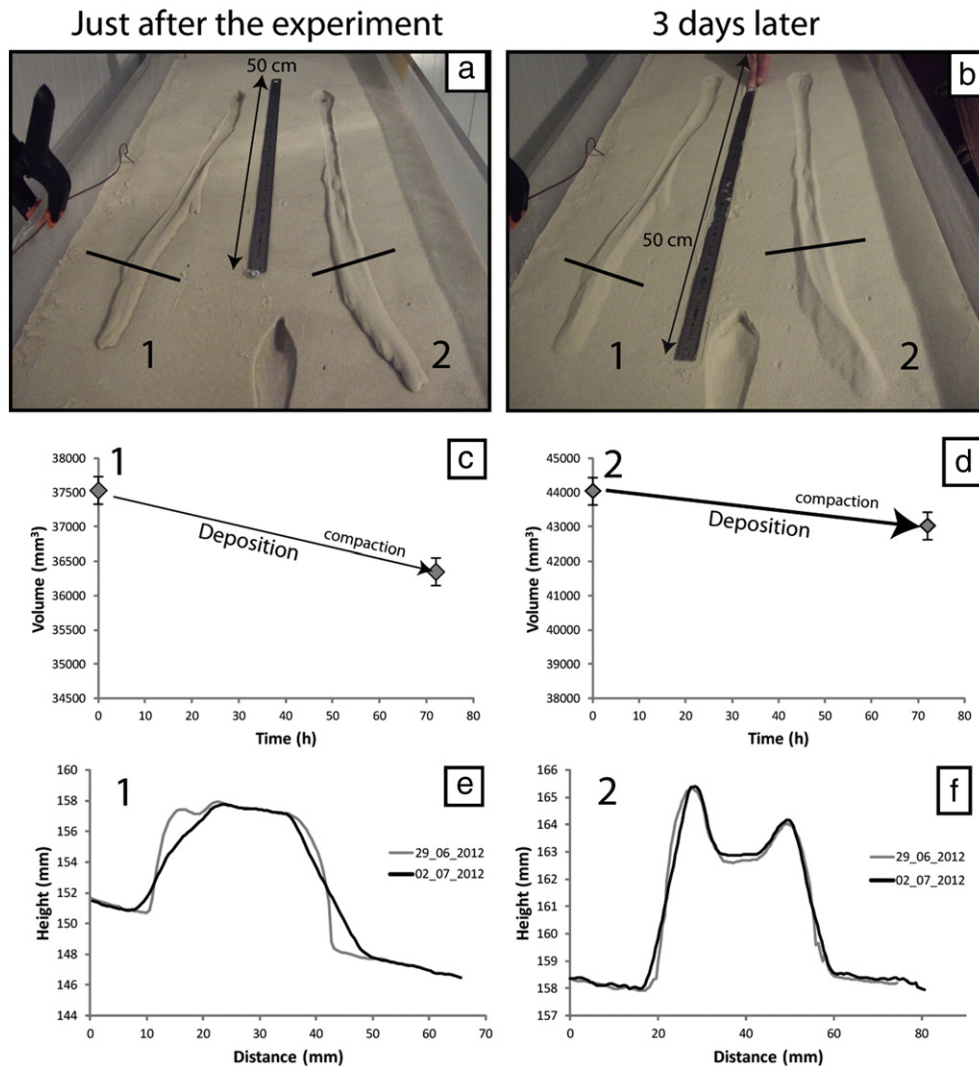 Just after the experiment
3 days later
a
50 cm
1
2
b
50 cm
1
2
1
c
38000
37500
37000
36500
36000
35500
35000
34500
Volume (mm³)
Deposition
compaction
0 10 20 30 40 50 60 70 80
Time (h)
2
d
45000
44000
43000
42000
41000
40000
39000
38000
Volume (mm³)
Deposition
compaction
0 10 20 30 40 50 60 70 80
Time (h)
1
e
160
158
156
154
152
150
148
146
144
Height (mm)
29_06_2012
02_07_2012
0 10 20 30 40 50 60 70
Distance (mm)
2
f
166
165
164
163
162
161
160
159
158
157
Height (mm)
29_06_2012
02_07_2012
0 20 40 60 80
Distance (mm)